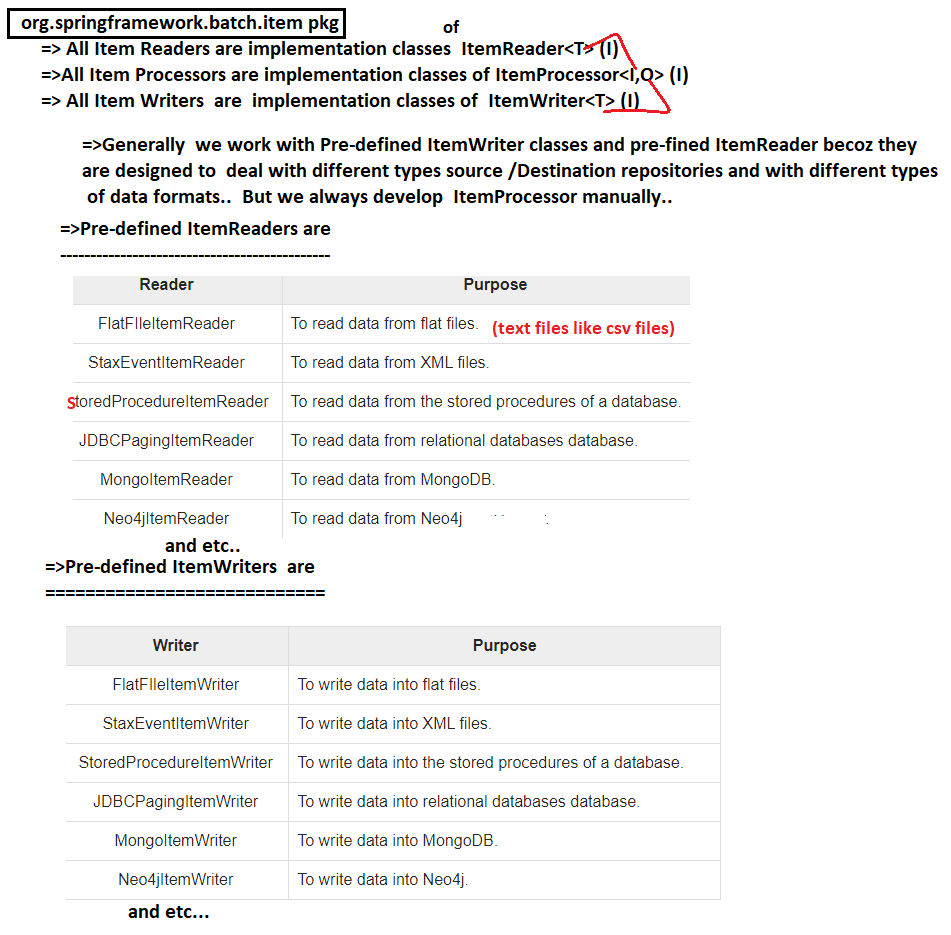 org.springframework.batch.item pkg
of
=> All Item Readers are implementation classes ItemReader<T> (I)
=>All Item Processors are implementation classes of ItemProcessor<I,O> (I)
=> All Item Writers are implementation classes of ItemWriter<T> (I)
=>Generally we work with Pre-defined ItemWriter classes and pre-fined ItemReader becoz they
are designed to deal with different types source /Destination repositories and with different types
of data formats.. But we always develop ItemProcessor manually..
=>Pre-defined ItemReaders are
---------------------------------------------
Reader Purpose
FlatFIleItemReader To read data from flat files. (text files like csv files)
StaxEventItemReader To read data from XML files.
StoredProcedureItemReader To read data from the stored procedures of a database.
JDBCPagingItemReader To read data from relational databases database.
MongoItemReader To read data from MongoDB.
Neo4jItemReader To read data from Neo4j
and etc..
=>Pre-defined ItemWriters are
============================
Writer Purpose
FlatFIleItemWriter To write data into flat files.
StaxEventItemWriter To write data into XML files.
StoredProcedureItemWriter To write data into the stored procedures of a database.
JDBCPagingItemWriter To write data into relational databases database.
MongoItemWriter To write data into MongoDB.
Neo4jItemWriter To write data into Neo4j.
and etc...